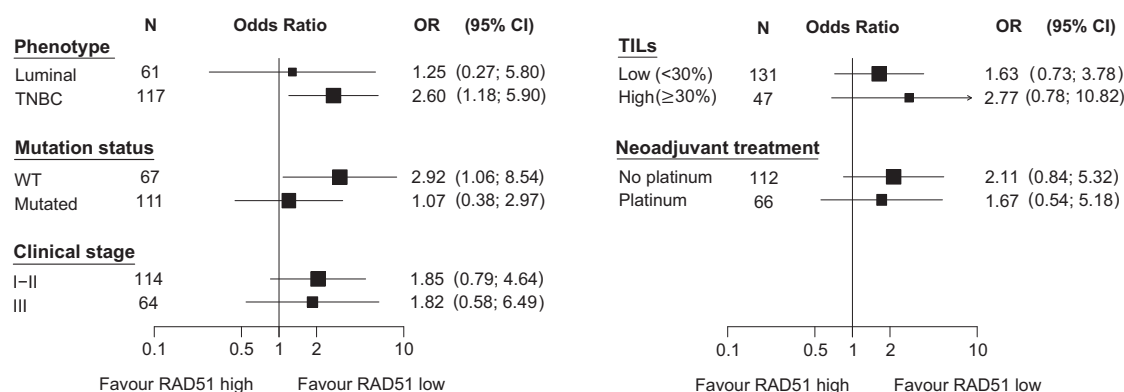 N Odds Ratio OR (95% CI)
Phenotype
Luminal 61 1.25 (0.27; 5.80)
TNBC 117 2.60 (1.18; 5.90)
Mutation status
WT 67 2.92 (1.06; 8.54)
Mutated 111 1.07 (0.38; 2.97)
Clinical stage
I−II 114 1.85 (0.79; 4.64)
III 64 1.82 (0.58; 6.49)
0.1 0.5 1 2 10
Favour RAD51 high Favour RAD51 low
N Odds Ratio OR (95% CI)
TILs
Low (<30%) 131 1.63 (0.73; 3.78)
High(≥30%) 47 2.77 (0.78; 10.82)
Neoadjuvant treatment
No platinum 112 2.11 (0.84; 5.32)
Platinum 66 1.67 (0.54; 5.18)
0.1 0.5 1 2 10
Favour RAD51 high Favour RAD51 low